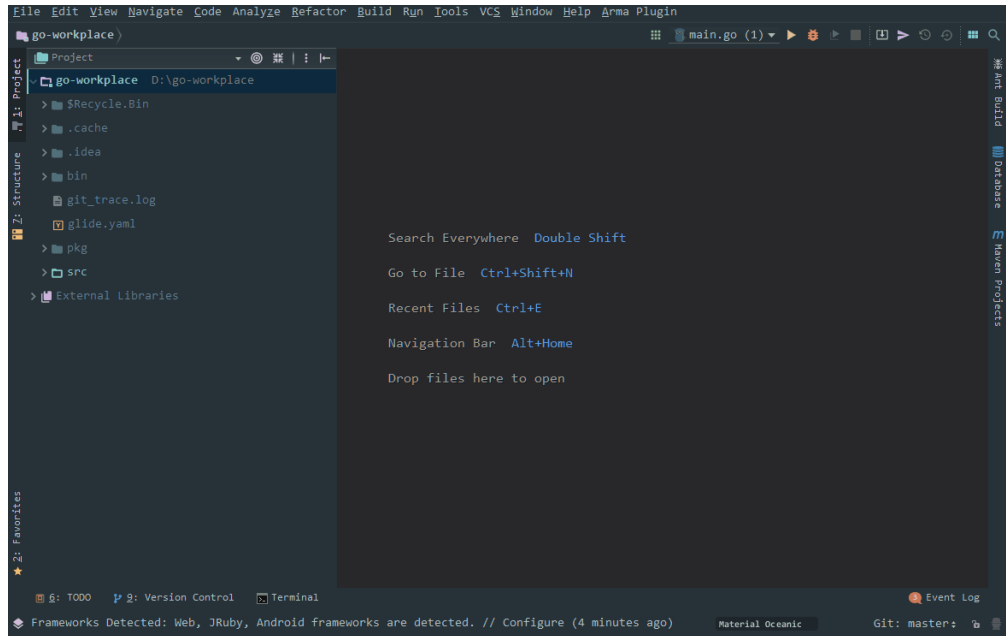 File Edit View Navigate Code Analyze Refactor Build Run Tools VCS Window Help Arma Plugin
go-workplace
main.go (1)
Project
1: Project
go-workplace D:\go-workplace
$Recycle.Bin
.cache
.idea
bin
git_trace.log
glide.yaml
pkg
src
External Libraries
7: Structure
2: Favorites
Search Everywhere Double Shift
Go to File Ctrl+Shift+N
Recent Files Ctrl+E
Navigation Bar Alt+Home
Drop files here to open
Ant Build
Database
m
Maven Projects
6: TODO
9: Version Control
Terminal
3
Event Log
Frameworks Detected: Web, JRuby, Android frameworks are detected. // Configure (4 minutes ago)
Material Oceanic
Git: master